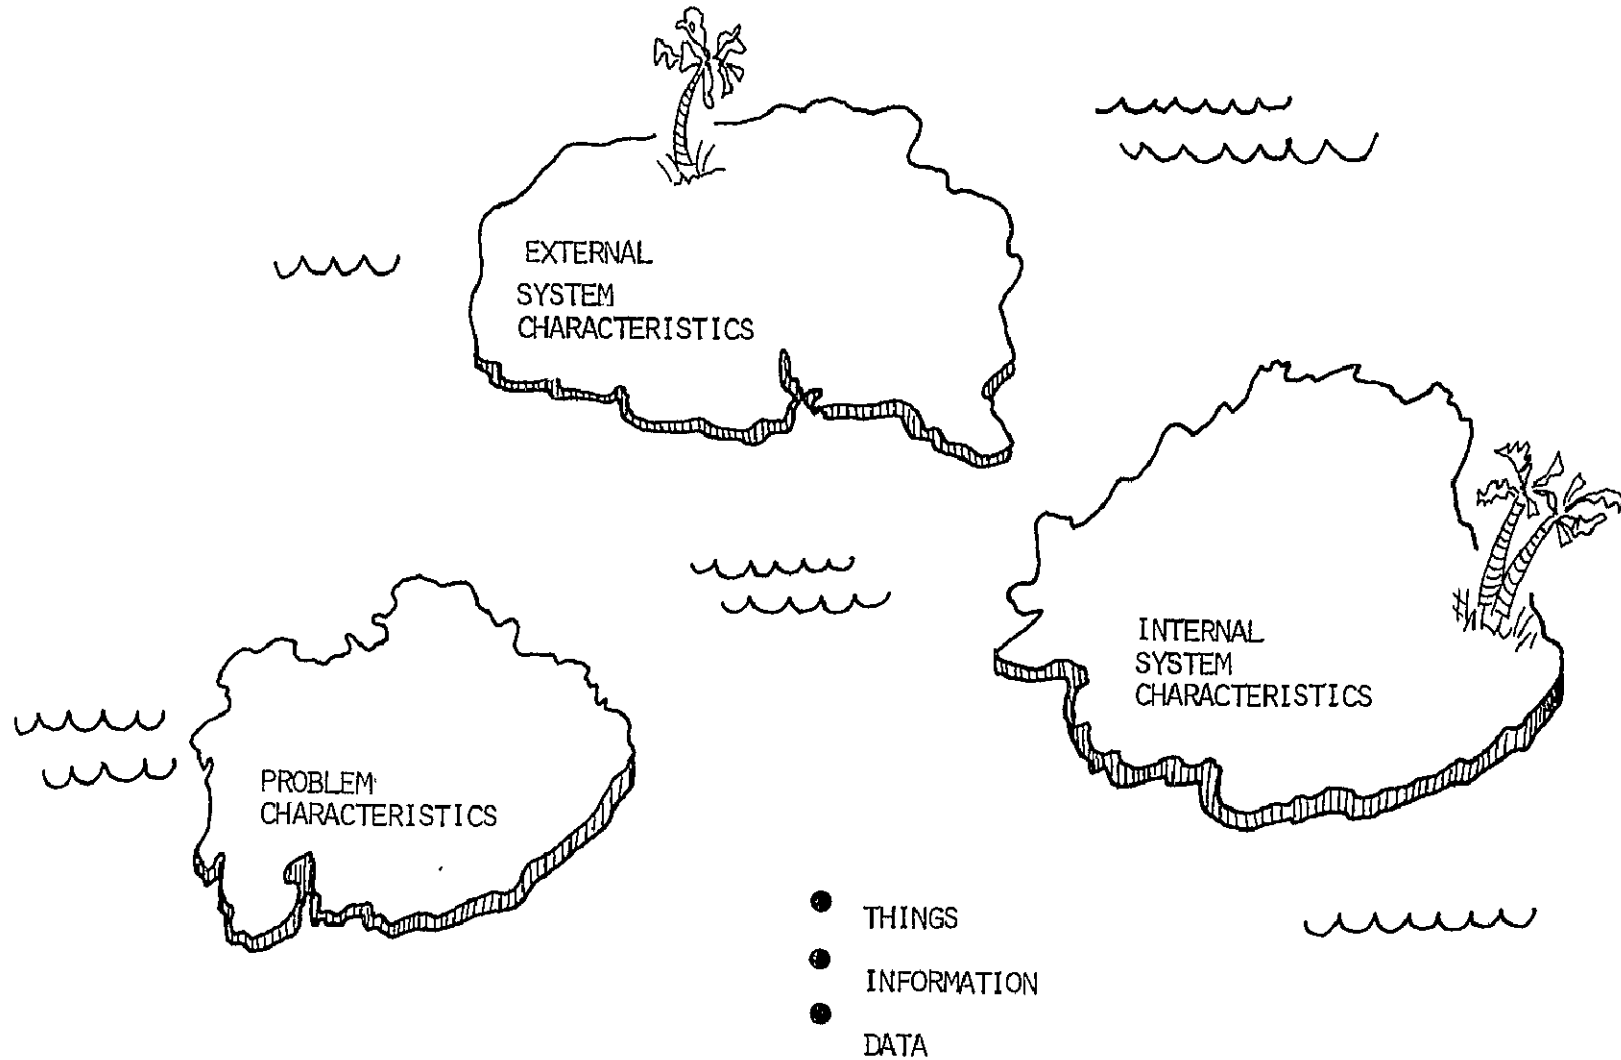 EXTERNAL
SYSTEM
CHARACTERISTICS
INTERNAL
SYSTEM
CHARACTERISTICS
PROBLEM
CHARACTERISTICS
THINGS
INFORMATION
DATA